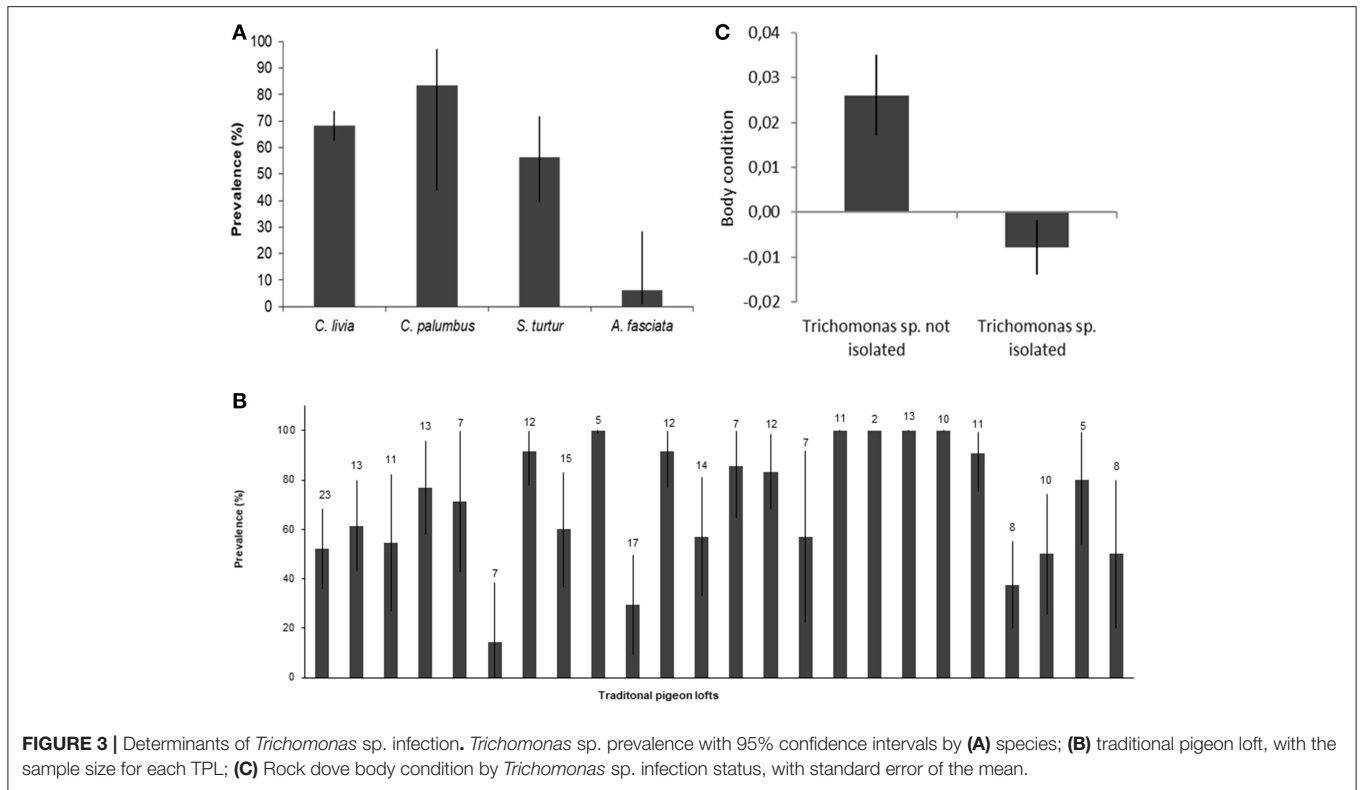 A
Prevalence (%)
100
90
80
70
60
50
40
30
20
10
0
C. livia C. palumbus S. turtur A. fasciata
C
Body condition
0,04
0,03
0,02
0,01
0,00
-0,01
-0,02
Trichomonas sp. not isolated
Trichomonas sp. isolated
B
Prevalence (%)
100
80
60
40
20
0
23 13 11 13 7 7 12 15 5 17 12 14 7 12 7 11 2 13 10 11 8 10 5 8
Traditonal pigeon lofts
FIGURE 3 | Determinants of Trichomonas sp. infection. Trichomonas sp. prevalence with 95% confidence intervals by (A) species; (B) traditional pigeon loft, with the
sample size for each TPL; (C) Rock dove body condition by Trichomonas sp. infection status, with standard error of the mean.